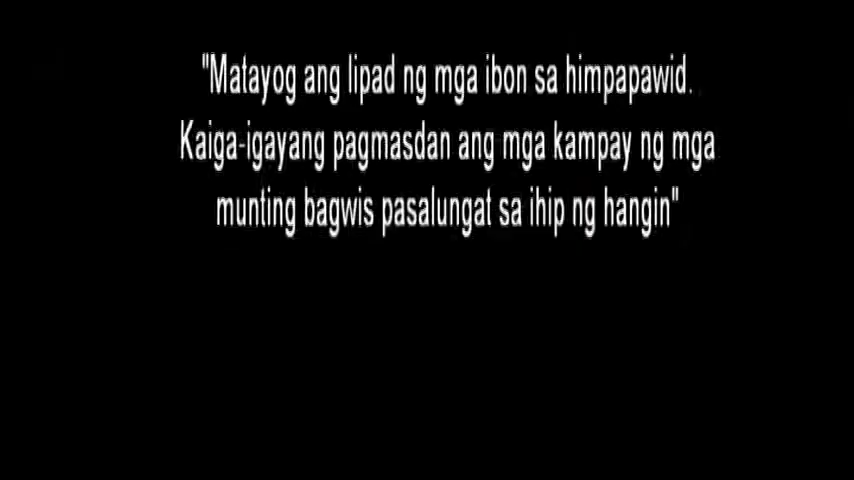 "Matayog ang lipad ng mga ibon sa himpapawid.
Kaiga-igayang pagmasdan ang mga kampay ng mga
munting bagwis pasalungat sa ihip ng hangin"